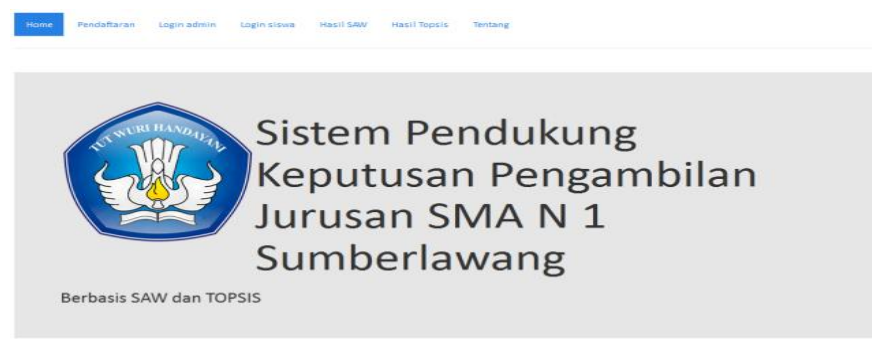 Home Pendaftaran Login admin Login siswa Hasil SAW Hasil Topsis Tentang
TUT WURI HANDAYANI
Sistem Pendukung
Keputusan Pengambilan
Jurusan SMA N 1
Sumberlawang
Berbasis SAW dan TOPSIS